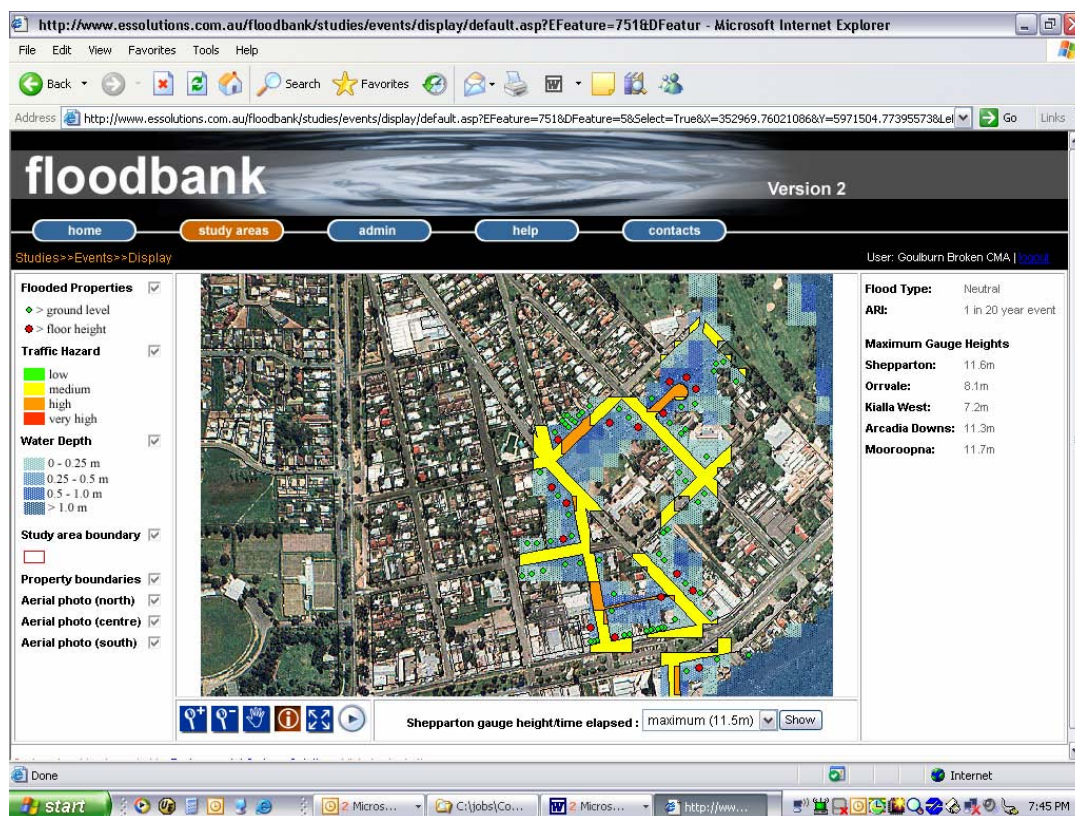 http://www.essolutions.com.au/floodbank/studies/events/display/default.asp?EFeature=751&DFeatur - Microsoft Internet Explorer
File Edit View Favorites Tools Help
Back Search Favorites
Address http://www.essolutions.com.au/floodbank/studies/events/display/default.asp?EFeature=751&DFeature=5&Select=True&X=352969.76021086&Y=5971504.77395573&Lel Go Links
floodbank
Version 2
home study areas admin help contacts
Studies>>Events>>Display User: Goulburn Broken CMA | logout
Flooded Properties
> ground level
> floor height
Traffic Hazard
low
medium
high
very high
Water Depth
0 - 0.25 m
0.25 - 0.5 m
0.5 - 1.0 m
> 1.0 m
Study area boundary
Property boundaries
Aerial photo (north)
Aerial photo (centre)
Aerial photo (south)
Flood Type: Neutral
ARI: 1 in 20 year event
Maximum Gauge Heights
Shepparton: 11.6m
Orrvale: 8.1m
Kialla West: 7.2m
Arcadia Downs: 11.3m
Mooroopna: 11.7m
Shepparton gauge height/time elapsed : maximum (11.5m) Show
Done Internet
start 2 Micros... C:\jobs\Co... 2 Micros... http://ww... 7:45 PM